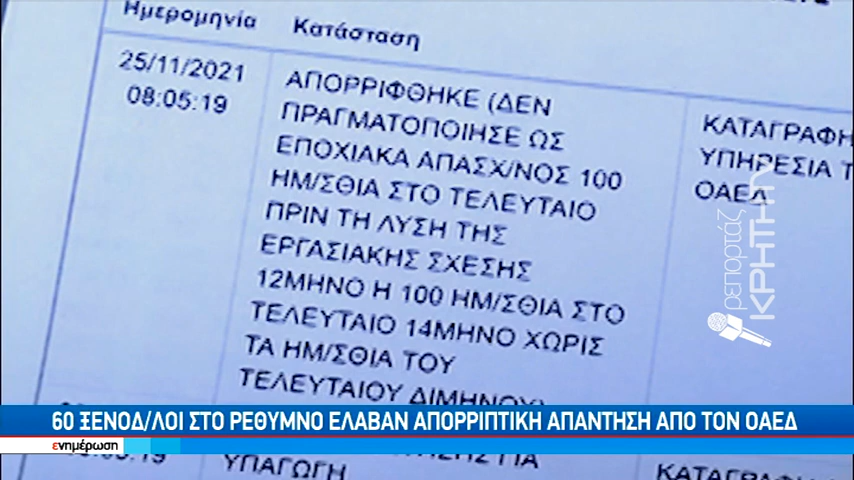 Ημερομηνία
Κατάσταση
25/11/2021
08:05:19
ΑΠΟΡΡΙΦΘΗΚΕ (ΔΕΝ
ΠΡΑΓΜΑΤΟΠΟΙΗΣΕ ΩΣ
ΕΠΟΧΙΑΚΑ ΑΠΑΣΧ/ΝΟΣ 100
ΗΜ/ΣΘΙΑ ΣΤΟ ΤΕΛΕΥΤΑΙΟ
ΠΡΙΝ ΤΗ ΛΥΣΗ ΤΗΣ
ΕΡΓΑΣΙΑΚΗΣ ΣΧΕΣΗΣ
12ΜΗΝΟ Η 100 ΗΜ/ΣΘΙΑ ΣΤΟ
ΤΕΛΕΥΤΑΙΟ 14ΜΗΝΟ ΧΩΡΙΣ
ΤΑ ΗΜ/ΣΘΙΑ ΤΟΥ
ΤΕΛΕΥΤΑΙΟΥ ΔΙΜΗΝΟΥ)
ΚΑΤΑΓΡΑΦΗ
ΥΠΗΡΕΣΙΑ Τ
ΟΑΕΔ
ρεπορτάζ
ΚΡΗΤΗ
60 ΞΕΝΟΔ/ΛΟΙ ΣΤΟ ΡΕΘΥΜΝΟ ΕΛΑΒΑΝ ΑΠΟΡΡΙΠΤΙΚΗ ΑΠΑΝΤΗΣΗ ΑΠΟ ΤΟΝ ΟΑΕΔ
ενημέρωση
ΓΙΑ
ΥΠΑΓΩΓΗ
ΚΑΤΑΓΡΑΦΗ